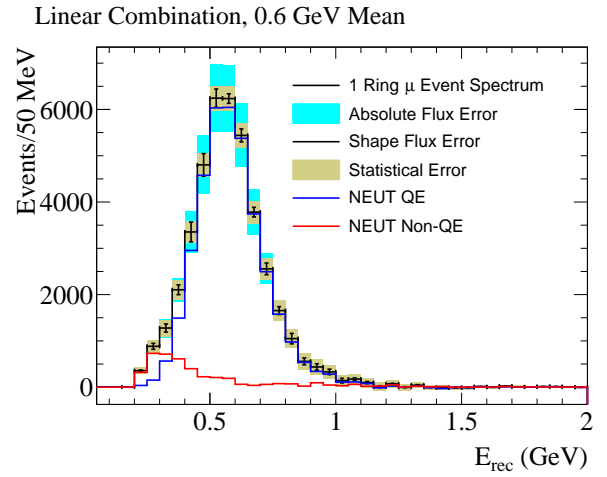 Linear Combination, 0.6 GeV Mean
Events/50 MeV
6000
4000
2000
0
1 Ring μ Event Spectrum
Absolute Flux Error
Shape Flux Error
Statistical Error
NEUT QE
NEUT Non-QE
0.5 1 1.5 2
E_rec (GeV)